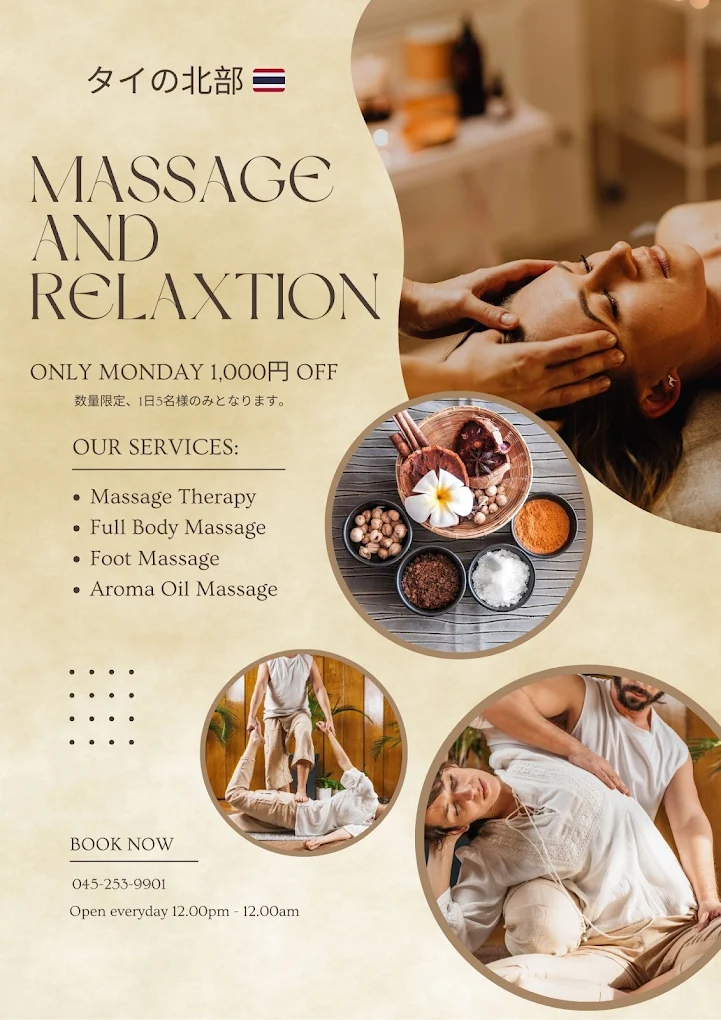 タイの北部 🇹🇭
MASSAGE
AND
RELAXTION
ONLY MONDAY 1,000円 OFF
数量限定、1日5名様のみとなります。
OUR SERVICES:
• Massage Therapy
• Full Body Massage
• Foot Massage
• Aroma Oil Massage
BOOK NOW
045-253-9901
Open everyday 12.00pm - 12.00am